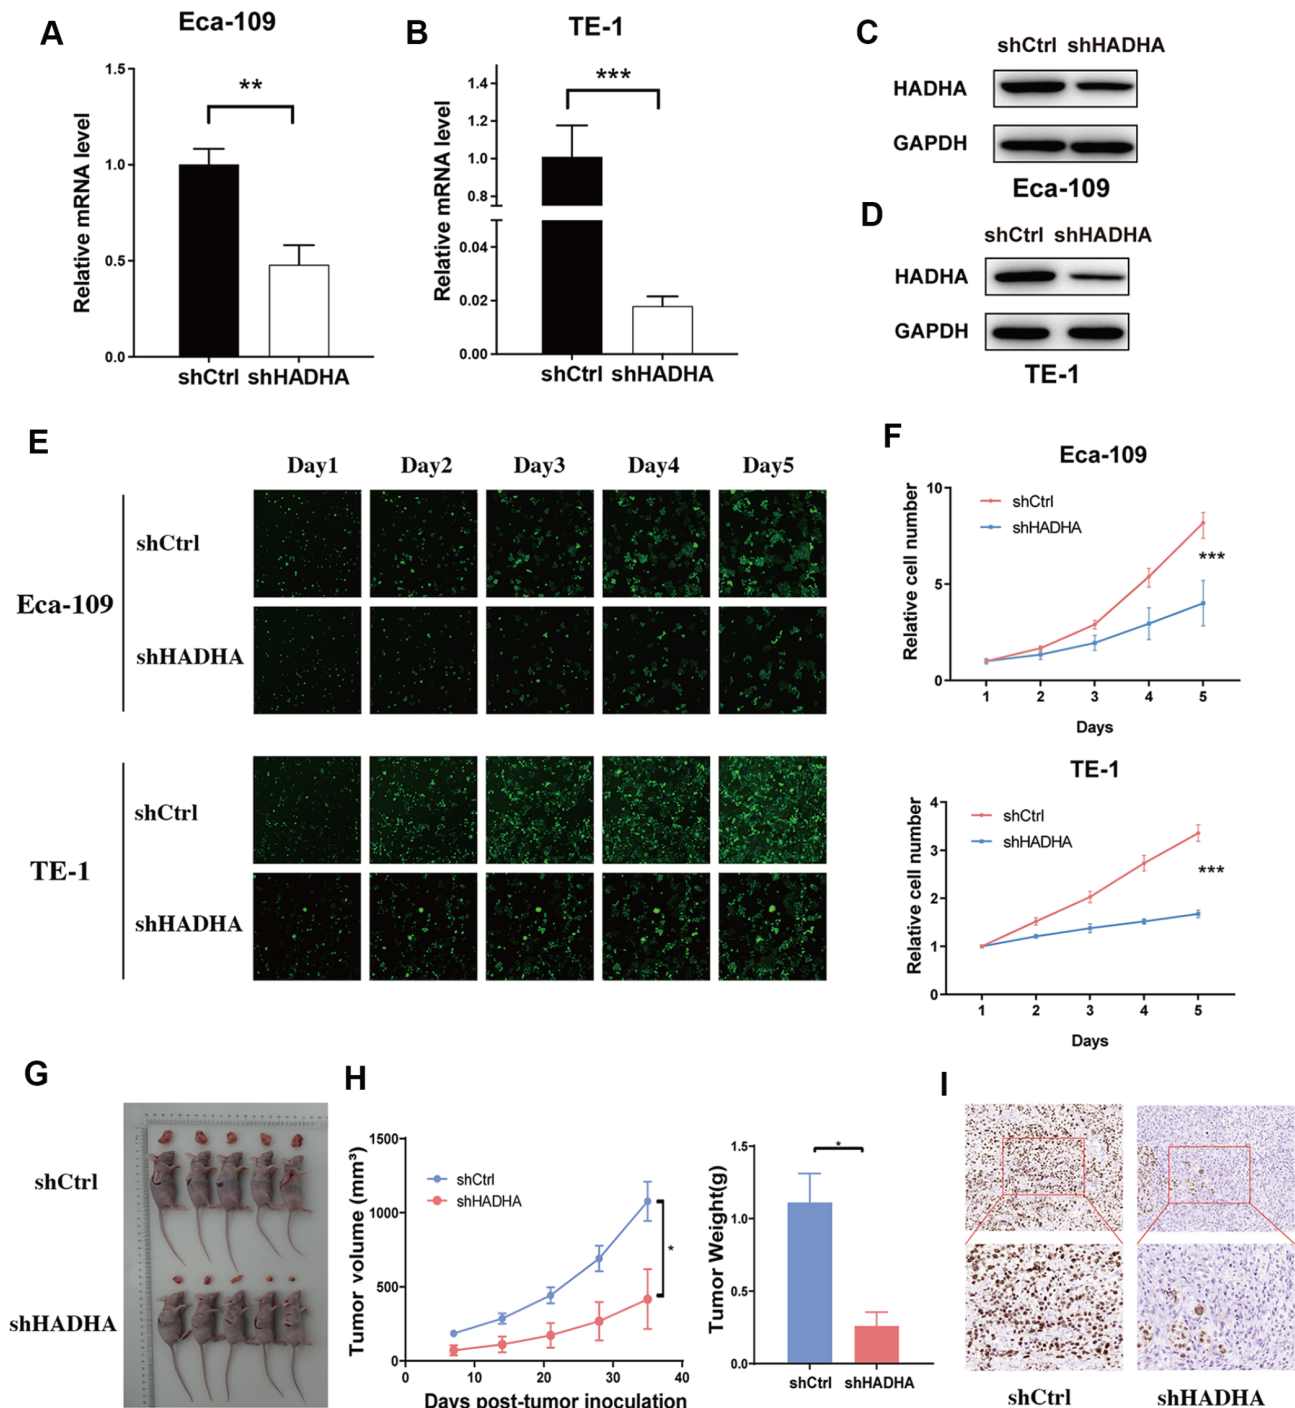 A
Eca-109
Relative mRNA level
1.5
1.0
0.5
0.0
**
shCtrl shHADHA
B
TE-1
Relative mRNA level
1.4
1.2
1.0
0.8
0.04
0.02
0.00
***
shCtrl shHADHA
C
shCtrl shHADHA
HADHA
GAPDH
Eca-109
D
shCtrl shHADHA
HADHA
GAPDH
TE-1
E
Day1 Day2 Day3 Day4 Day5
Eca-109
shCtrl
shHADHA
TE-1
shCtrl
shHADHA
F
Eca-109
Relative cell number
10
5
0
shCtrl
shHADHA
***
1 2 3 4 5
Days
TE-1
Relative cell number
4
3
2
1
0
shCtrl
shHADHA
***
1 2 3 4 5
Days
G
shCtrl
shHADHA
H
Tumor volume (mm³)
1500
1000
500
0
shCtrl
shHADHA
*
0 10 20 30 40
Days post-tumor inoculation
Tumor Weight(g)
1.5
1.0
0.5
0.0
*
shCtrl shHADHA
I
shCtrl shHADHA